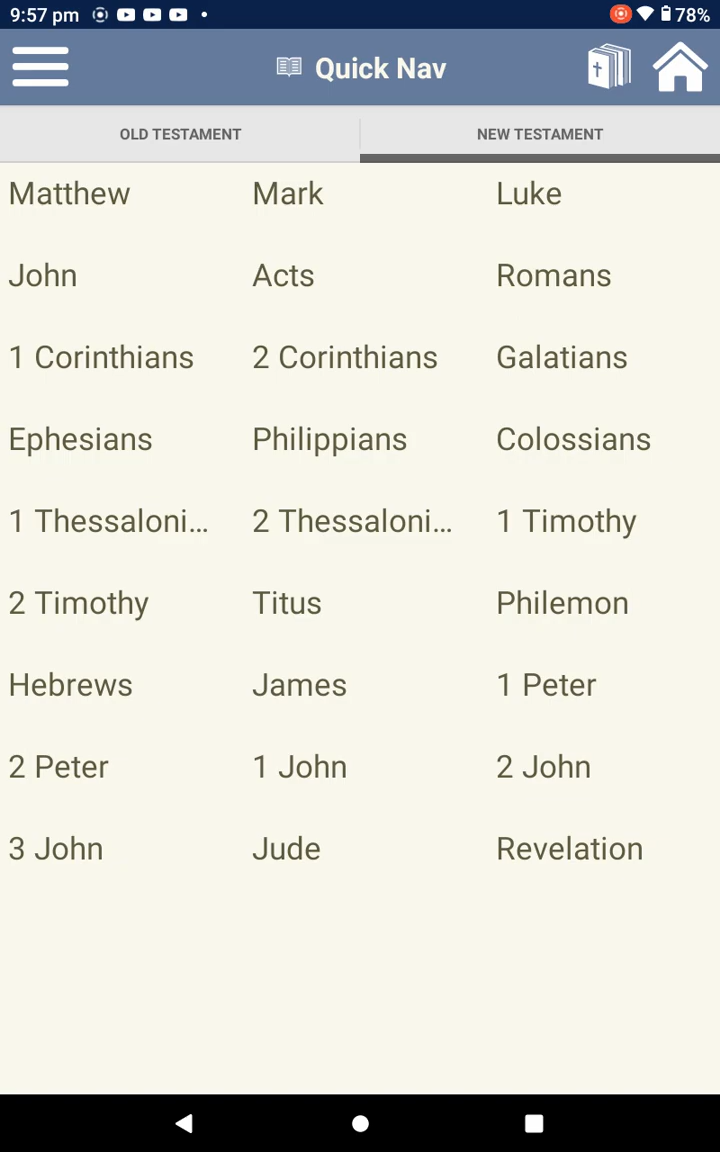 9:57 pm 78%
Quick Nav
OLD TESTAMENT NEW TESTAMENT
Matthew Mark Luke
John Acts Romans
1 Corinthians 2 Corinthians Galatians
Ephesians Philippians Colossians
1 Thessaloni... 2 Thessaloni... 1 Timothy
2 Timothy Titus Philemon
Hebrews James 1 Peter
2 Peter 1 John 2 John
3 John Jude Revelation